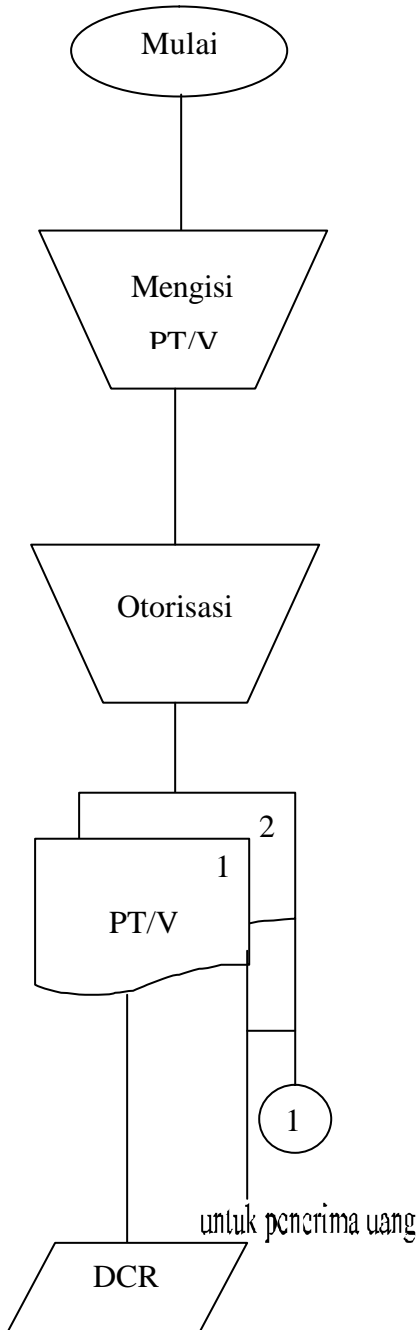 Mulai
Mengisi
PT/V
Otorisasi
2
1
PT/V
1
untuk penerima uang
DCR